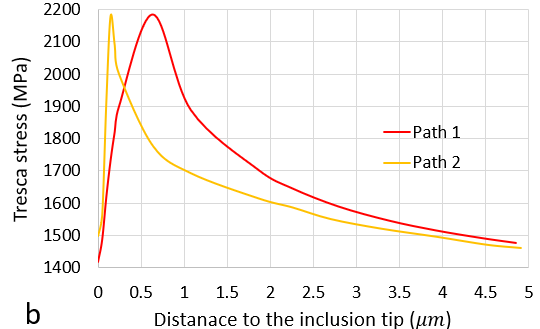 2200
2100
2000
1900
1800
1700
1600
1500
1400
Tresca stress (MPa)
Path 1
Path 2
0 0.5 1 1.5 2 2.5 3 3.5 4 4.5 5
Distanace to the inclusion tip (μm)
b